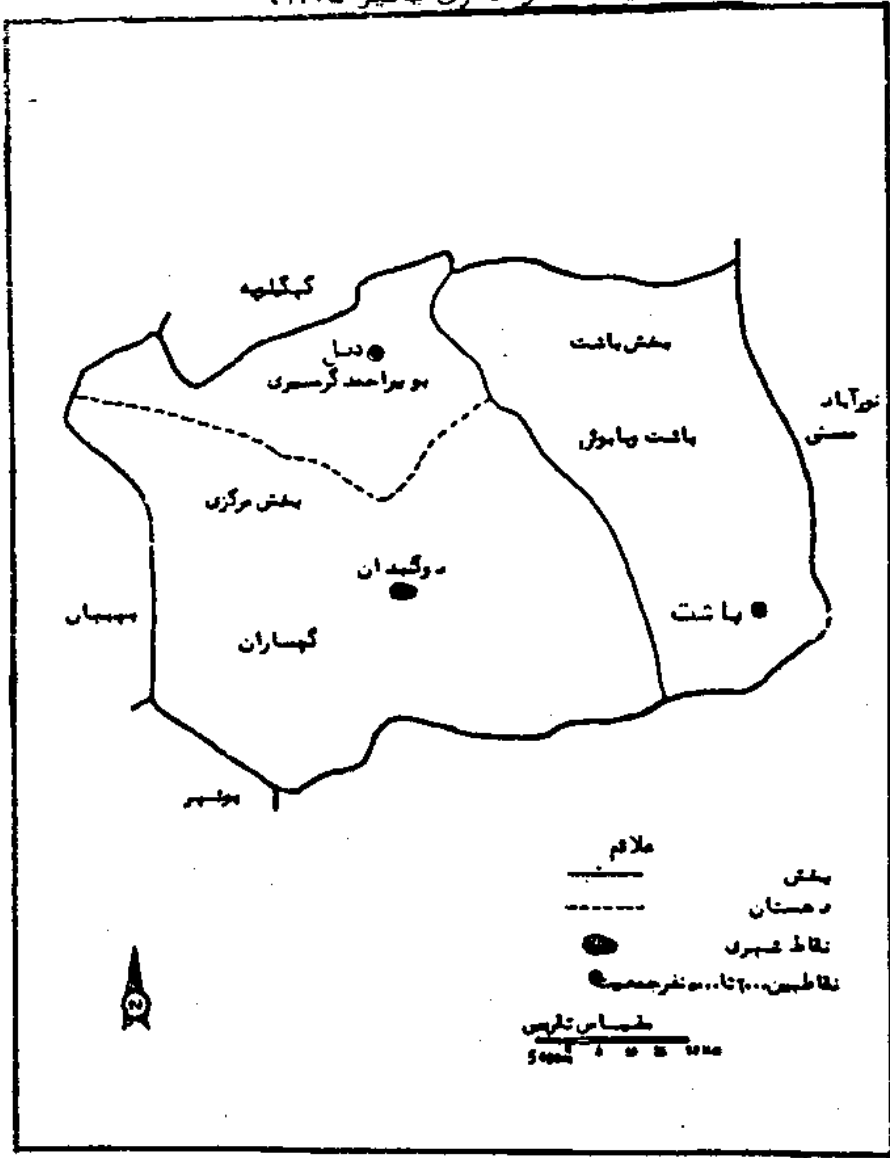 کهگیلویه
بخش باشت
دیل
بویراحمد گرمسیری
نورآباد
ممسنی
باشت وبابوئی
بخش مرکزی
دوگنبدان
باشت
بهبهان
گچساران
بوشهر
علائم
بخش
دهستان
نقاط شهری
مقیاس تقریبی